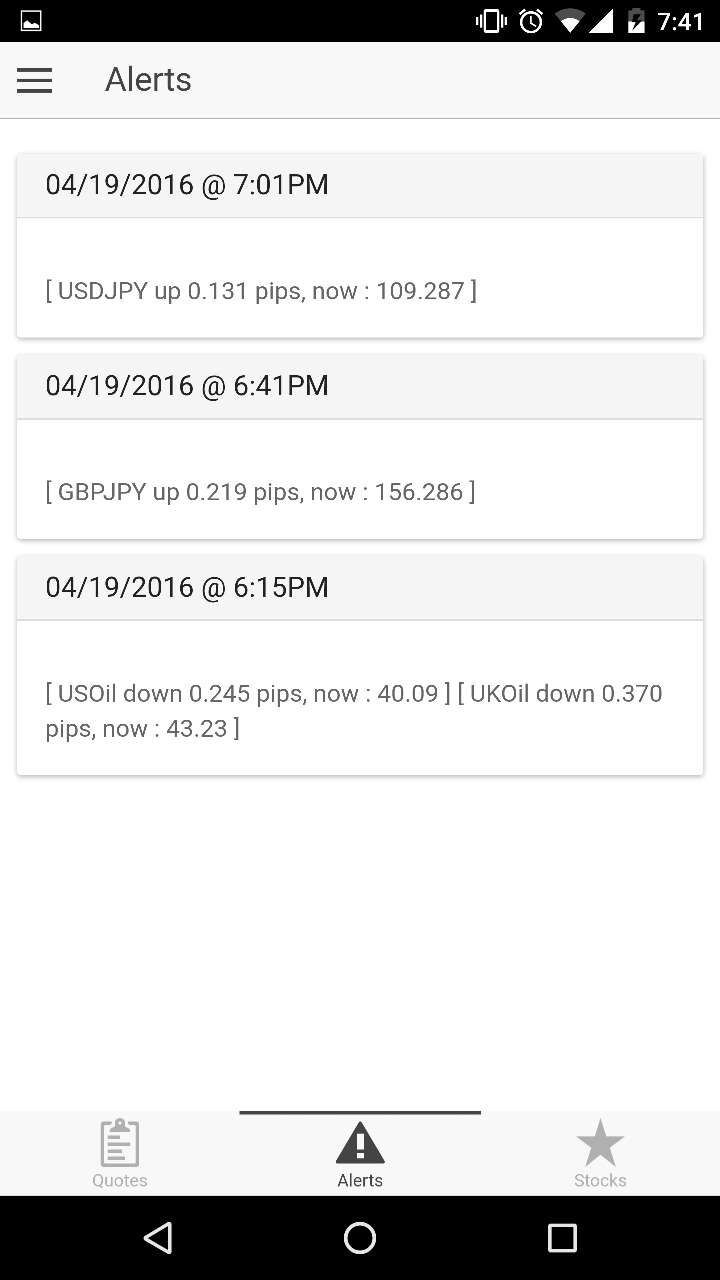 7:41
Alerts
04/19/2016 @ 7:01PM
[ USDJPY up 0.131 pips, now : 109.287 ]
04/19/2016 @ 6:41PM
[ GBPJPY up 0.219 pips, now : 156.286 ]
04/19/2016 @ 6:15PM
[ USOil down 0.245 pips, now : 40.09 ] [ UKOil down 0.370
pips, now : 43.23 ]
Quotes
Alerts
Stocks